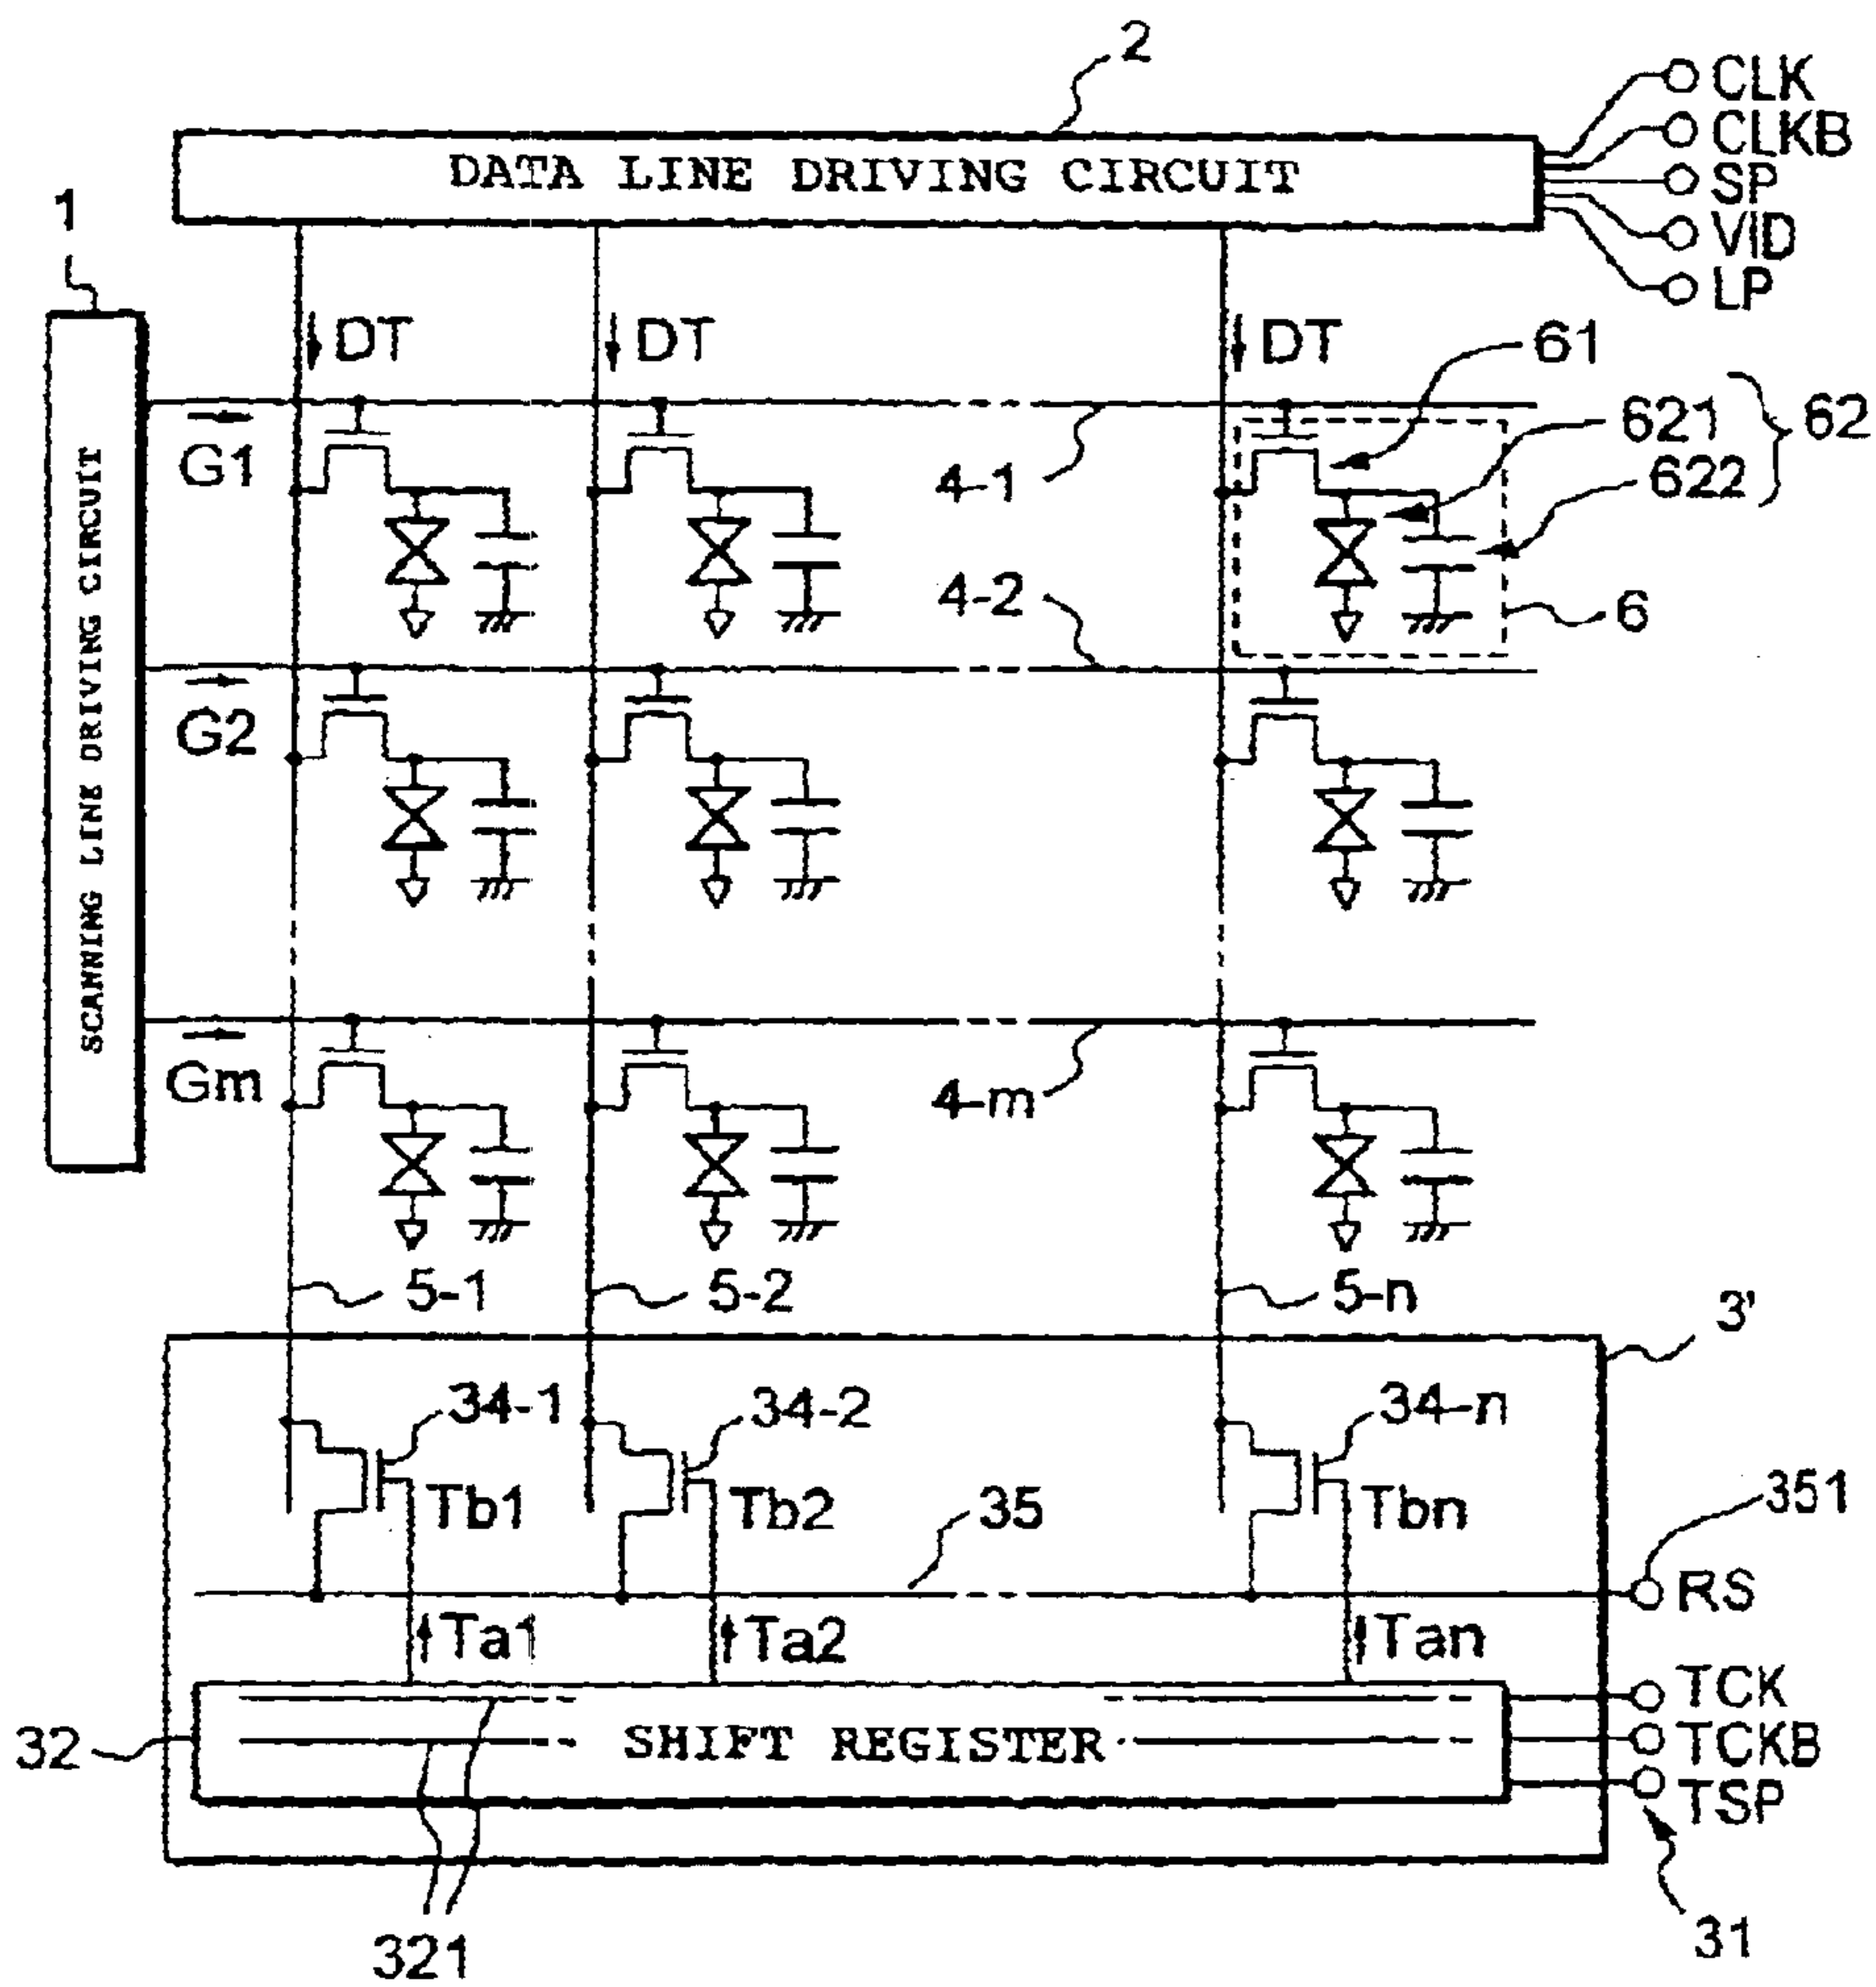 2
CLK
CLKB
SP
VID
LP
DATA LINE DRIVING CIRCUIT
1
DT
DT
DT
61
621
622
62
G1
4-1
4-2
6
G2
SCANNING LINE DRIVING CIRCUIT
Gm
4-m
5-1
5-2
5-n
3'
34-1
34-2
34-n
Tb1
Tb2
35
Tbn
351
RS
Ta1
Ta2
Tan
TCK
32
SHIFT REGISTER
TCKB
TSP
321
31